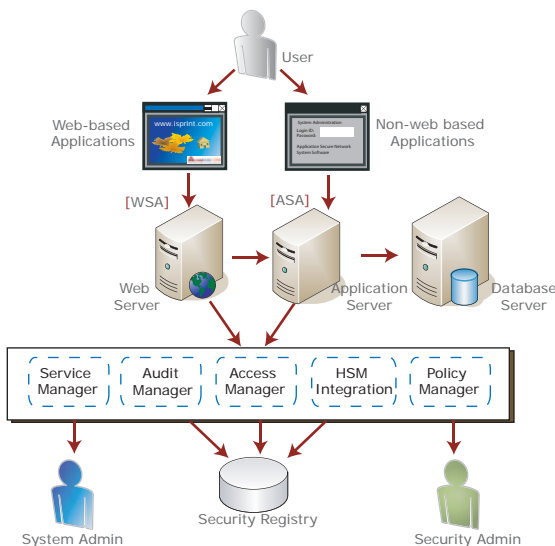 User
Web-based
Applications
www.isprint.com
System Administration
Login ID:
Password:
Application Secure Network
System Software
Non-web based
Applications
[WSA]
[ASA]
Web
Server
Application
Server
Database
Server
Service
Manager
Audit
Manager
Access
Manager
HSM
Integration
Policy
Manager
System Admin
Security Registry
Security Admin